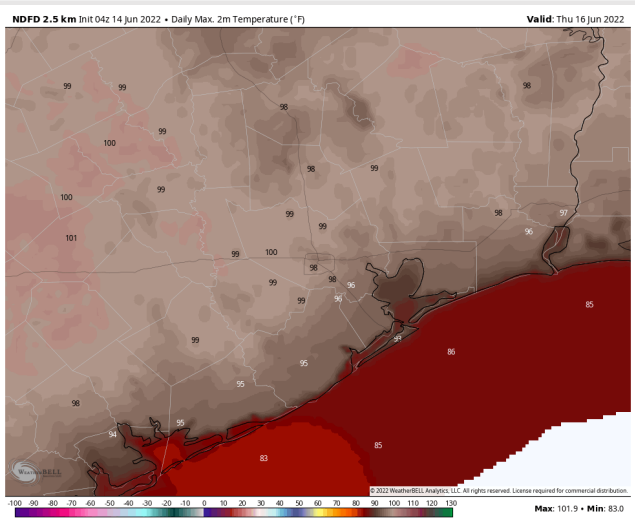 NDFD 2.5 km Init 04z 14 Jun 2022 • Daily Max. 2m Temperature (°F) Valid: Thu 16 Jun 2022
99 99 98 98
99 100
98 99
99
100
99 98 97
99 96
101
99 100
98
99 98 96
99 96 85
99 93
86
95
95
98
95
94
85
83
WEATHERBELL
© 2022 WeatherBELL Analytics, LLC. All rights reserved. License required for commercial distribution.
-100 -90 -80 -70 -60 -50 -40 -30 -20 -10 0 10 20 30 40 50 60 70 80 90 100 110 120 130
Max: 101.9 • Min: 83.0